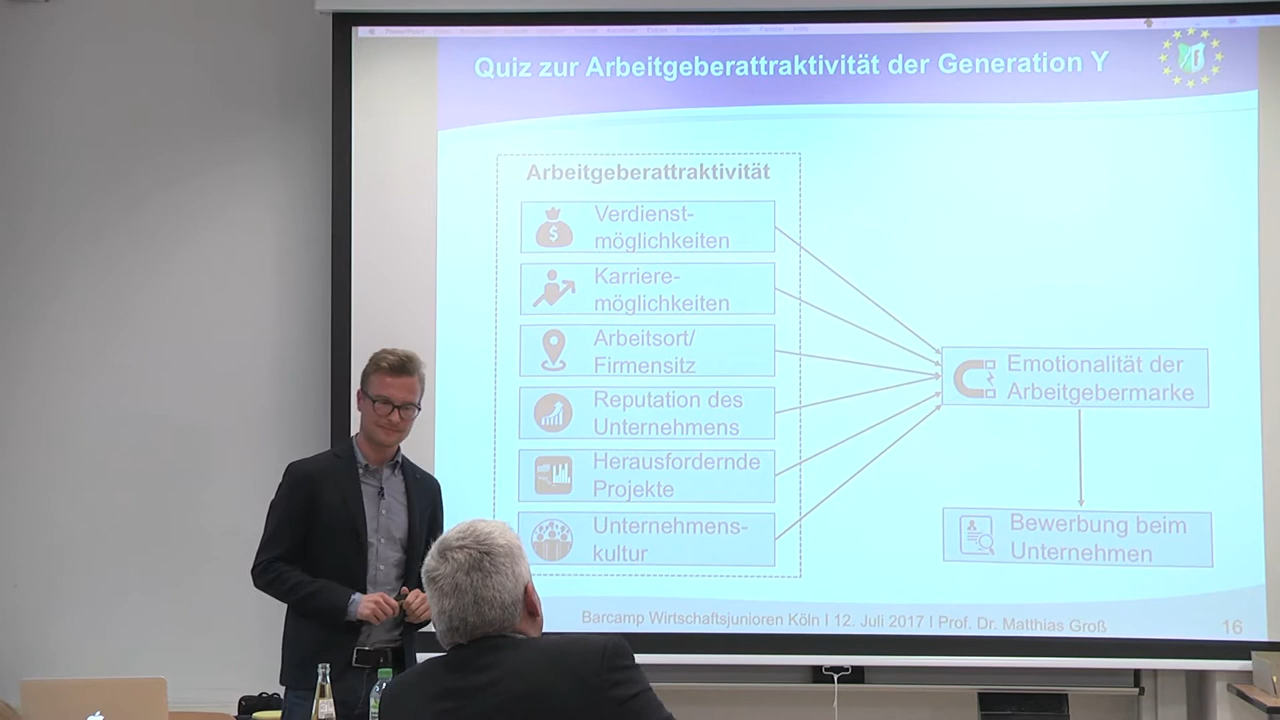 PowerPoint
Quiz zur Arbeitgeberattraktivität der Generation Y
Arbeitgeberattraktivität
Verdienst-
möglichkeiten
Karriere-
möglichkeiten
Arbeitsort/
Firmensitz
Reputation des
Unternehmens
Herausfordernde
Projekte
Unternehmens-
kultur
Emotionalität der
Arbeitgebermarke
Bewerbung beim
Unternehmen
Barcamp Wirtschaftsjunioren Köln I 12. Juli 2017 I Prof. Dr. Matthias Groß
16